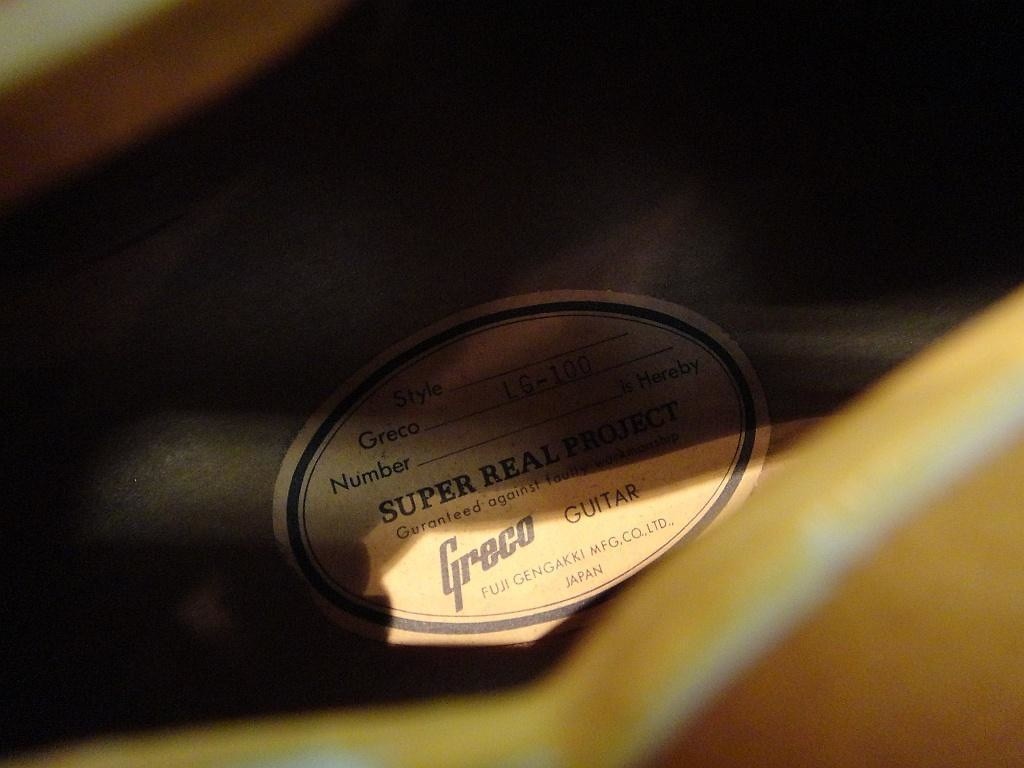 Style LG-100
Greco
Number is Hereby
SUPER REAL PROJECT
Guranteed against faulty workmanship
Greco GUITAR
FUJI GENGAKKI MFG.CO.,LTD.,
JAPAN